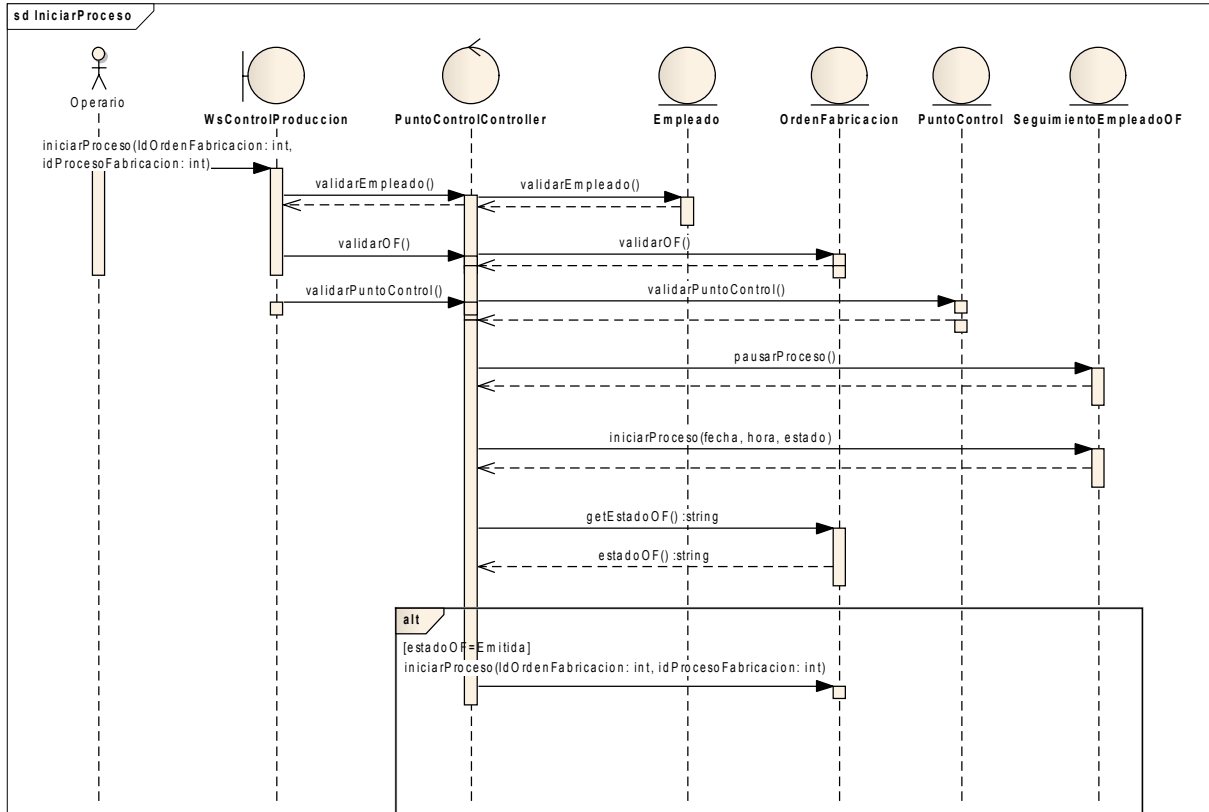 sd IniciarProceso
Operario
WsControlProduccion
PuntoControlController
Empleado
OrdenFabricacion
PuntoControl
SeguimientoEmpleadoOF
iniciarProceso(IdOrdenFabricacion: int,
idProcesoFabricacion: int)
validarEmpleado()
validarEmpleado()
validarOF()
validarOF()
validarPuntoControl()
validarPuntoControl()
pausarProceso()
iniciarProceso(fecha, hora, estado)
getEstadoOF() :string
estadoOF() :string
alt
[estadoOF=Emitida]
iniciarProceso(IdOrdenFabricacion: int, idProcesoFabricacion: int)